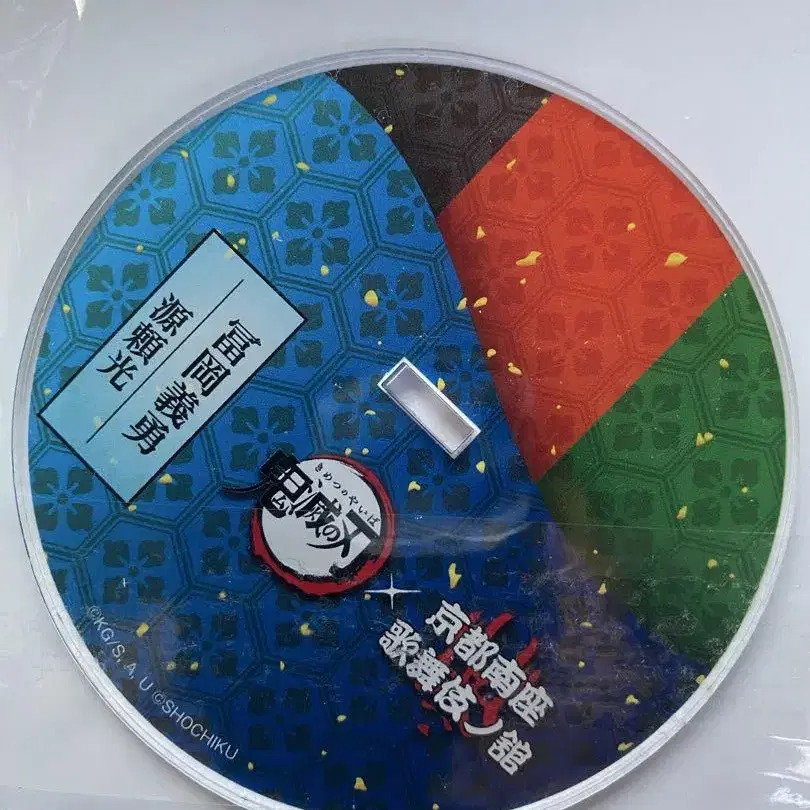 冨岡義勇
源頼光
きめつのやいば
鬼滅の刃
京都南座
歌舞伎ノ館
©KG/S, A, U ©SHOCHIKU